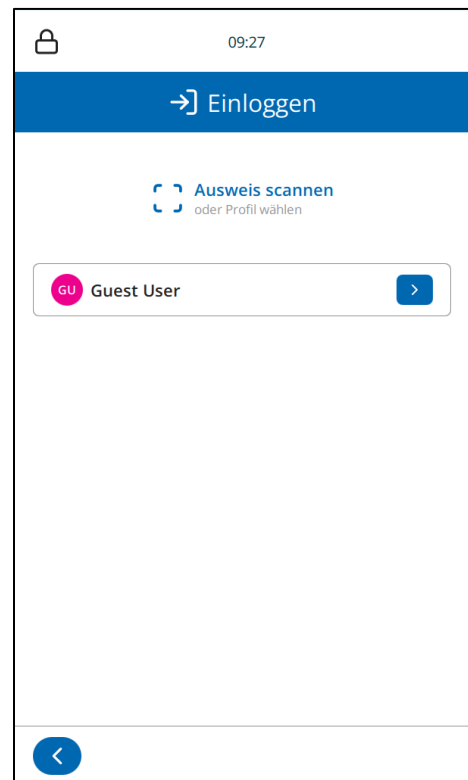 09:27
Einloggen
Ausweis scannen
oder Profil wählen
GU Guest User